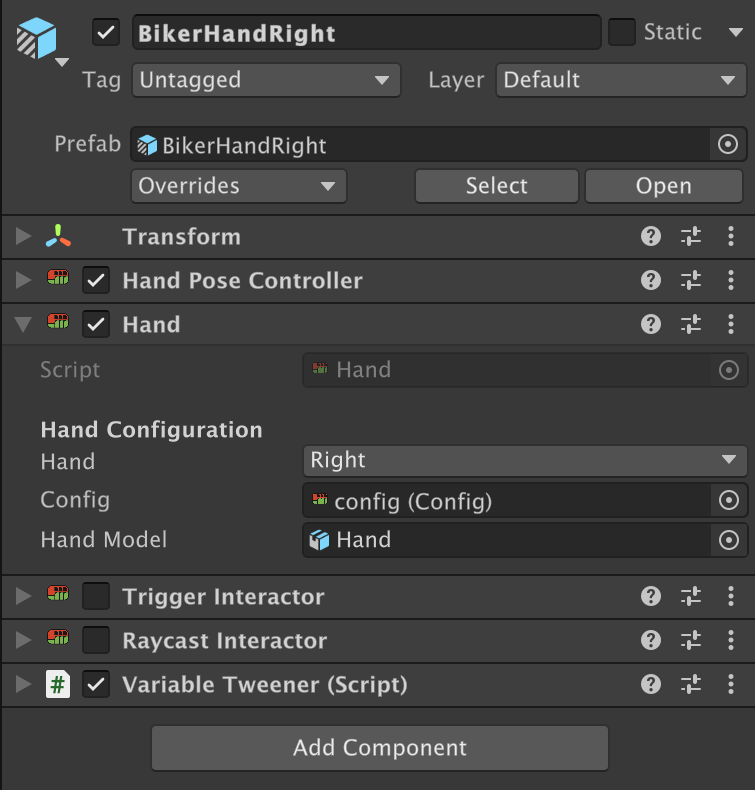 BikerHandRight Static
Tag Untagged Layer Default
Prefab BikerHandRight
Overrides Select Open
Transform
Hand Pose Controller
Hand
Script Hand
Hand Configuration
Hand Right
Config config (Config)
Hand Model Hand
Trigger Interactor
Raycast Interactor
# Variable Tweener (Script)
Add Component